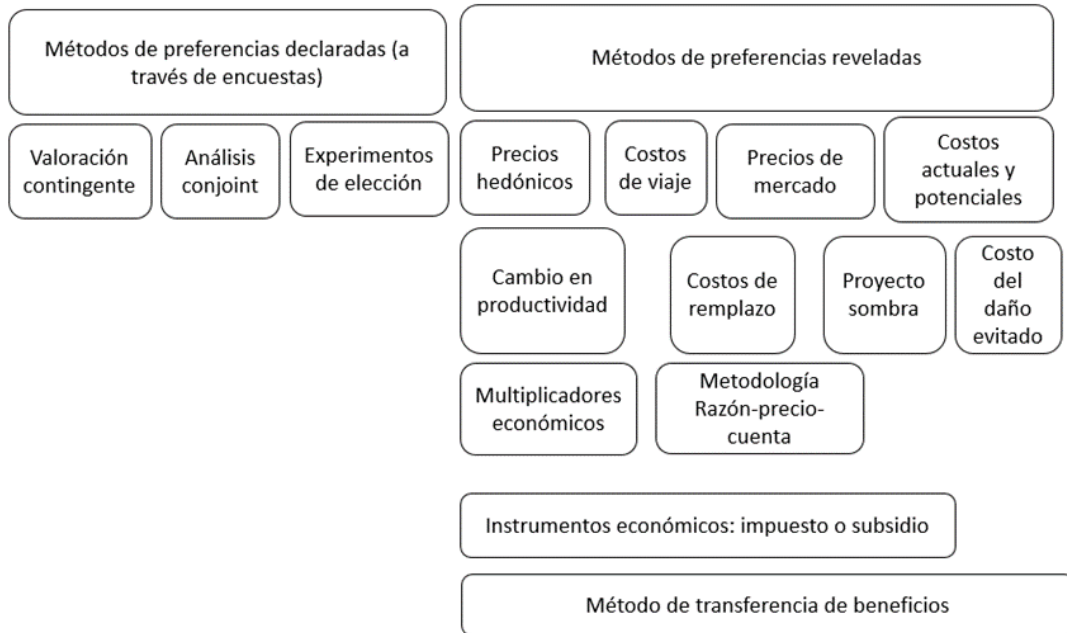 Métodos de preferencias declaradas (a
través de encuestas)
Métodos de preferencias reveladas
Valoración
contingente
Análisis
conjoint
Experimentos
de elección
Precios
hedónicos
Costos
de viaje
Precios de
mercado
Costos
actuales y
potenciales
Cambio en
productividad
Costos de
remplazo
Proyecto
sombra
Costo
del
daño
evitado
Multiplicadores
económicos
Metodología
Razón-precio-
cuenta
Instrumentos económicos: impuesto o subsidio
Método de transferencia de beneficios